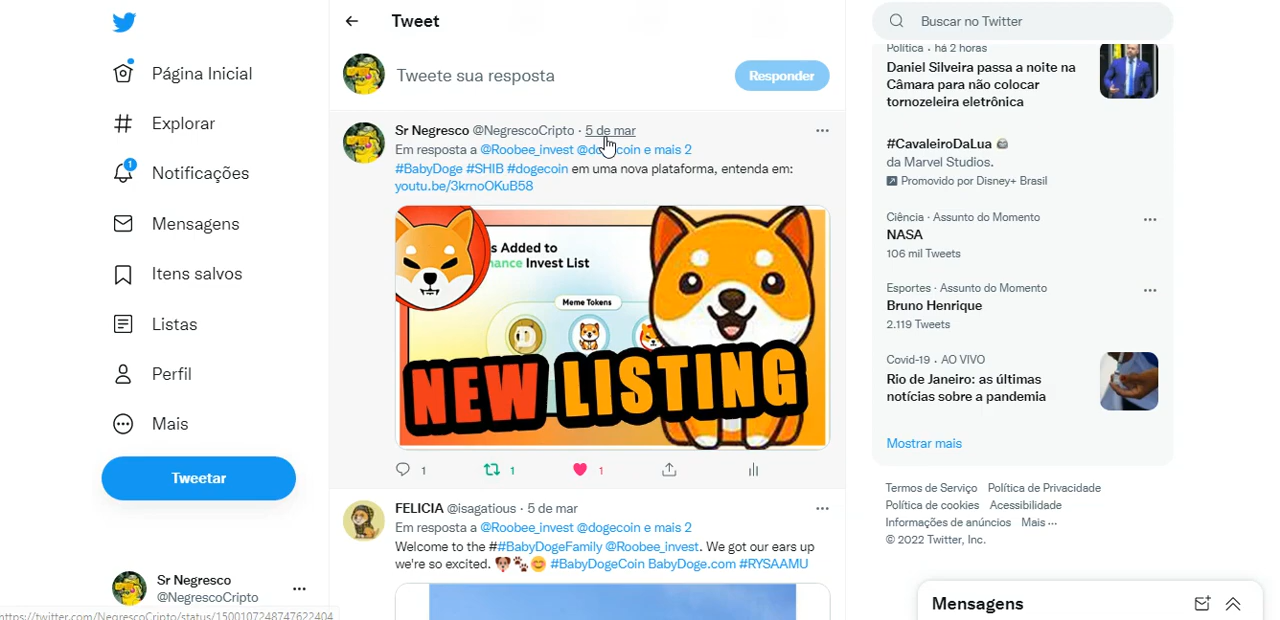 Tweet
Buscar no Twitter
Página Inicial
Explorar
Notificações
1
Mensagens
Itens salvos
Listas
Perfil
Mais
Tweetar
Sr Negresco
@NegrescoCripto
https://twitter.com/NegrescoCripto/status/1500107248747622404
Tweete sua resposta
Responder
Sr Negresco @NegrescoCripto · 5 de mar
Em resposta a @Roobee_invest @dogecoin e mais 2
#BabyDoge #SHIB #dogecoin em uma nova plataforma, entenda em:
youtu.be/3krnoOKuB58
s Added to
nance Invest List
Meme Tokens
NEW LISTING
1 1 1
FELICIA @isagatious · 5 de mar
Em resposta a @Roobee_invest @dogecoin e mais 2
Welcome to the ##BabyDogeFamily @Roobee_invest. We got our ears up
we're so excited. #BabyDogeCoin BabyDoge.com #RYSAAMU
Política · há 2 horas
Daniel Silveira passa a noite na
Câmara para não colocar
tornozeleira eletrônica
#CavaleiroDaLua
da Marvel Studios.
Promovido por Disney+ Brasil
Ciência · Assunto do Momento
NASA
106 mil Tweets
Esportes · Assunto do Momento
Bruno Henrique
2.119 Tweets
Covid-19 · AO VIVO
Rio de Janeiro: as últimas
notícias sobre a pandemia
Mostrar mais
Termos de Serviço Política de Privacidade
Política de cookies Acessibilidade
Informações de anúncios Mais ···
© 2022 Twitter, Inc.
Mensagens